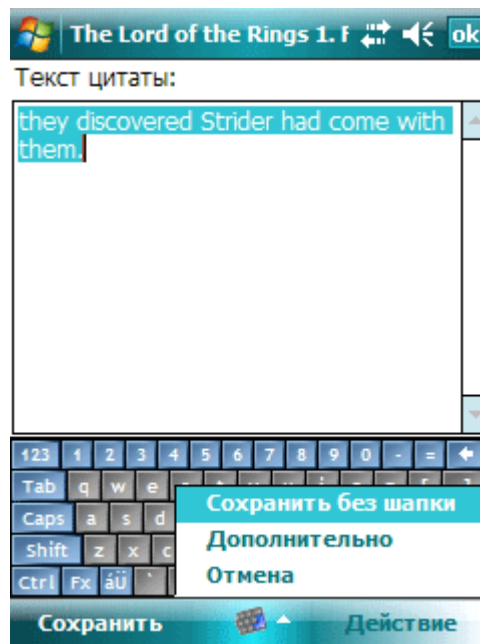 The Lord of the Rings 1. F
ok
Текст цитаты:
they discovered Strider had come with
them.
123 1 2 3 4 5 6 7 8 9 0 - =
Tab q w e
Caps a s d
Shift z x c
Ctrl Fx áü `
Сохранить без шапки
Дополнительно
Отмена
Сохранить
Действие